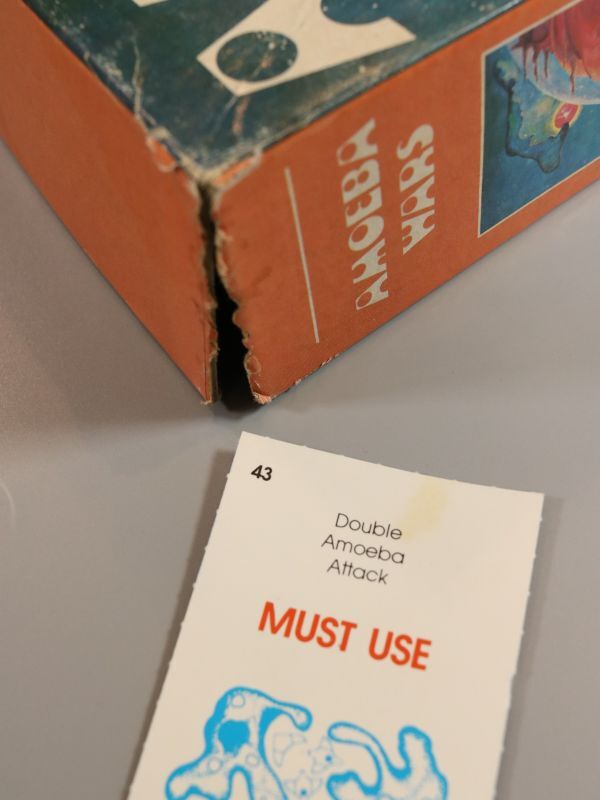 AMOEBA
WARS
43
Double
Amoeba
Attack
MUST USE